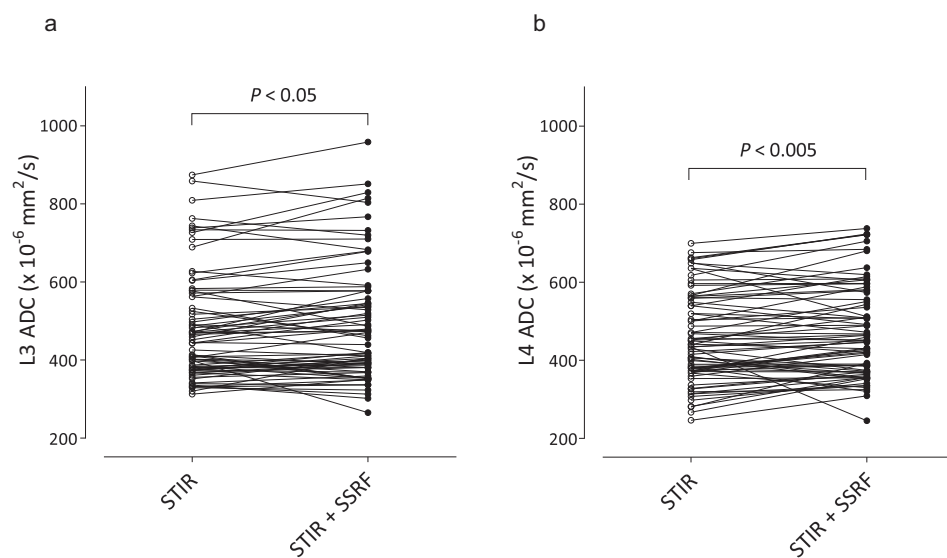 a
P < 0.05
L3 ADC (x 10-6 mm2/s)
1000
800
600
400
200
STIR
STIR + SSRF
b
P < 0.005
L4 ADC (x 10-6 mm2/s)
1000
800
600
400
200
STIR
STIR + SSRF